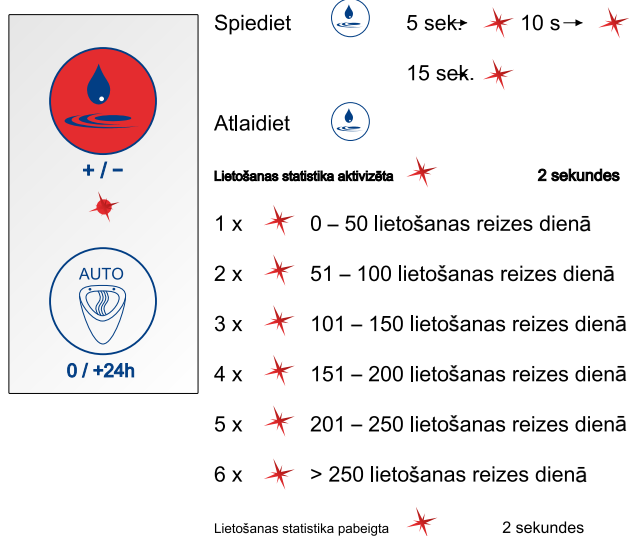 + / −
AUTO
0 / +24h
Spiediet 5 sek. 10 s
15 sek.
Atlaidiet
Lietošanas statistika aktivizēta 2 sekundes
1 x 0 – 50 lietošanas reizes dienā
2 x 51 – 100 lietošanas reizes dienā
3 x 101 – 150 lietošanas reizes dienā
4 x 151 – 200 lietošanas reizes dienā
5 x 201 – 250 lietošanas reizes dienā
6 x > 250 lietošanas reizes dienā
Lietošanas statistika pabeigta 2 sekundes